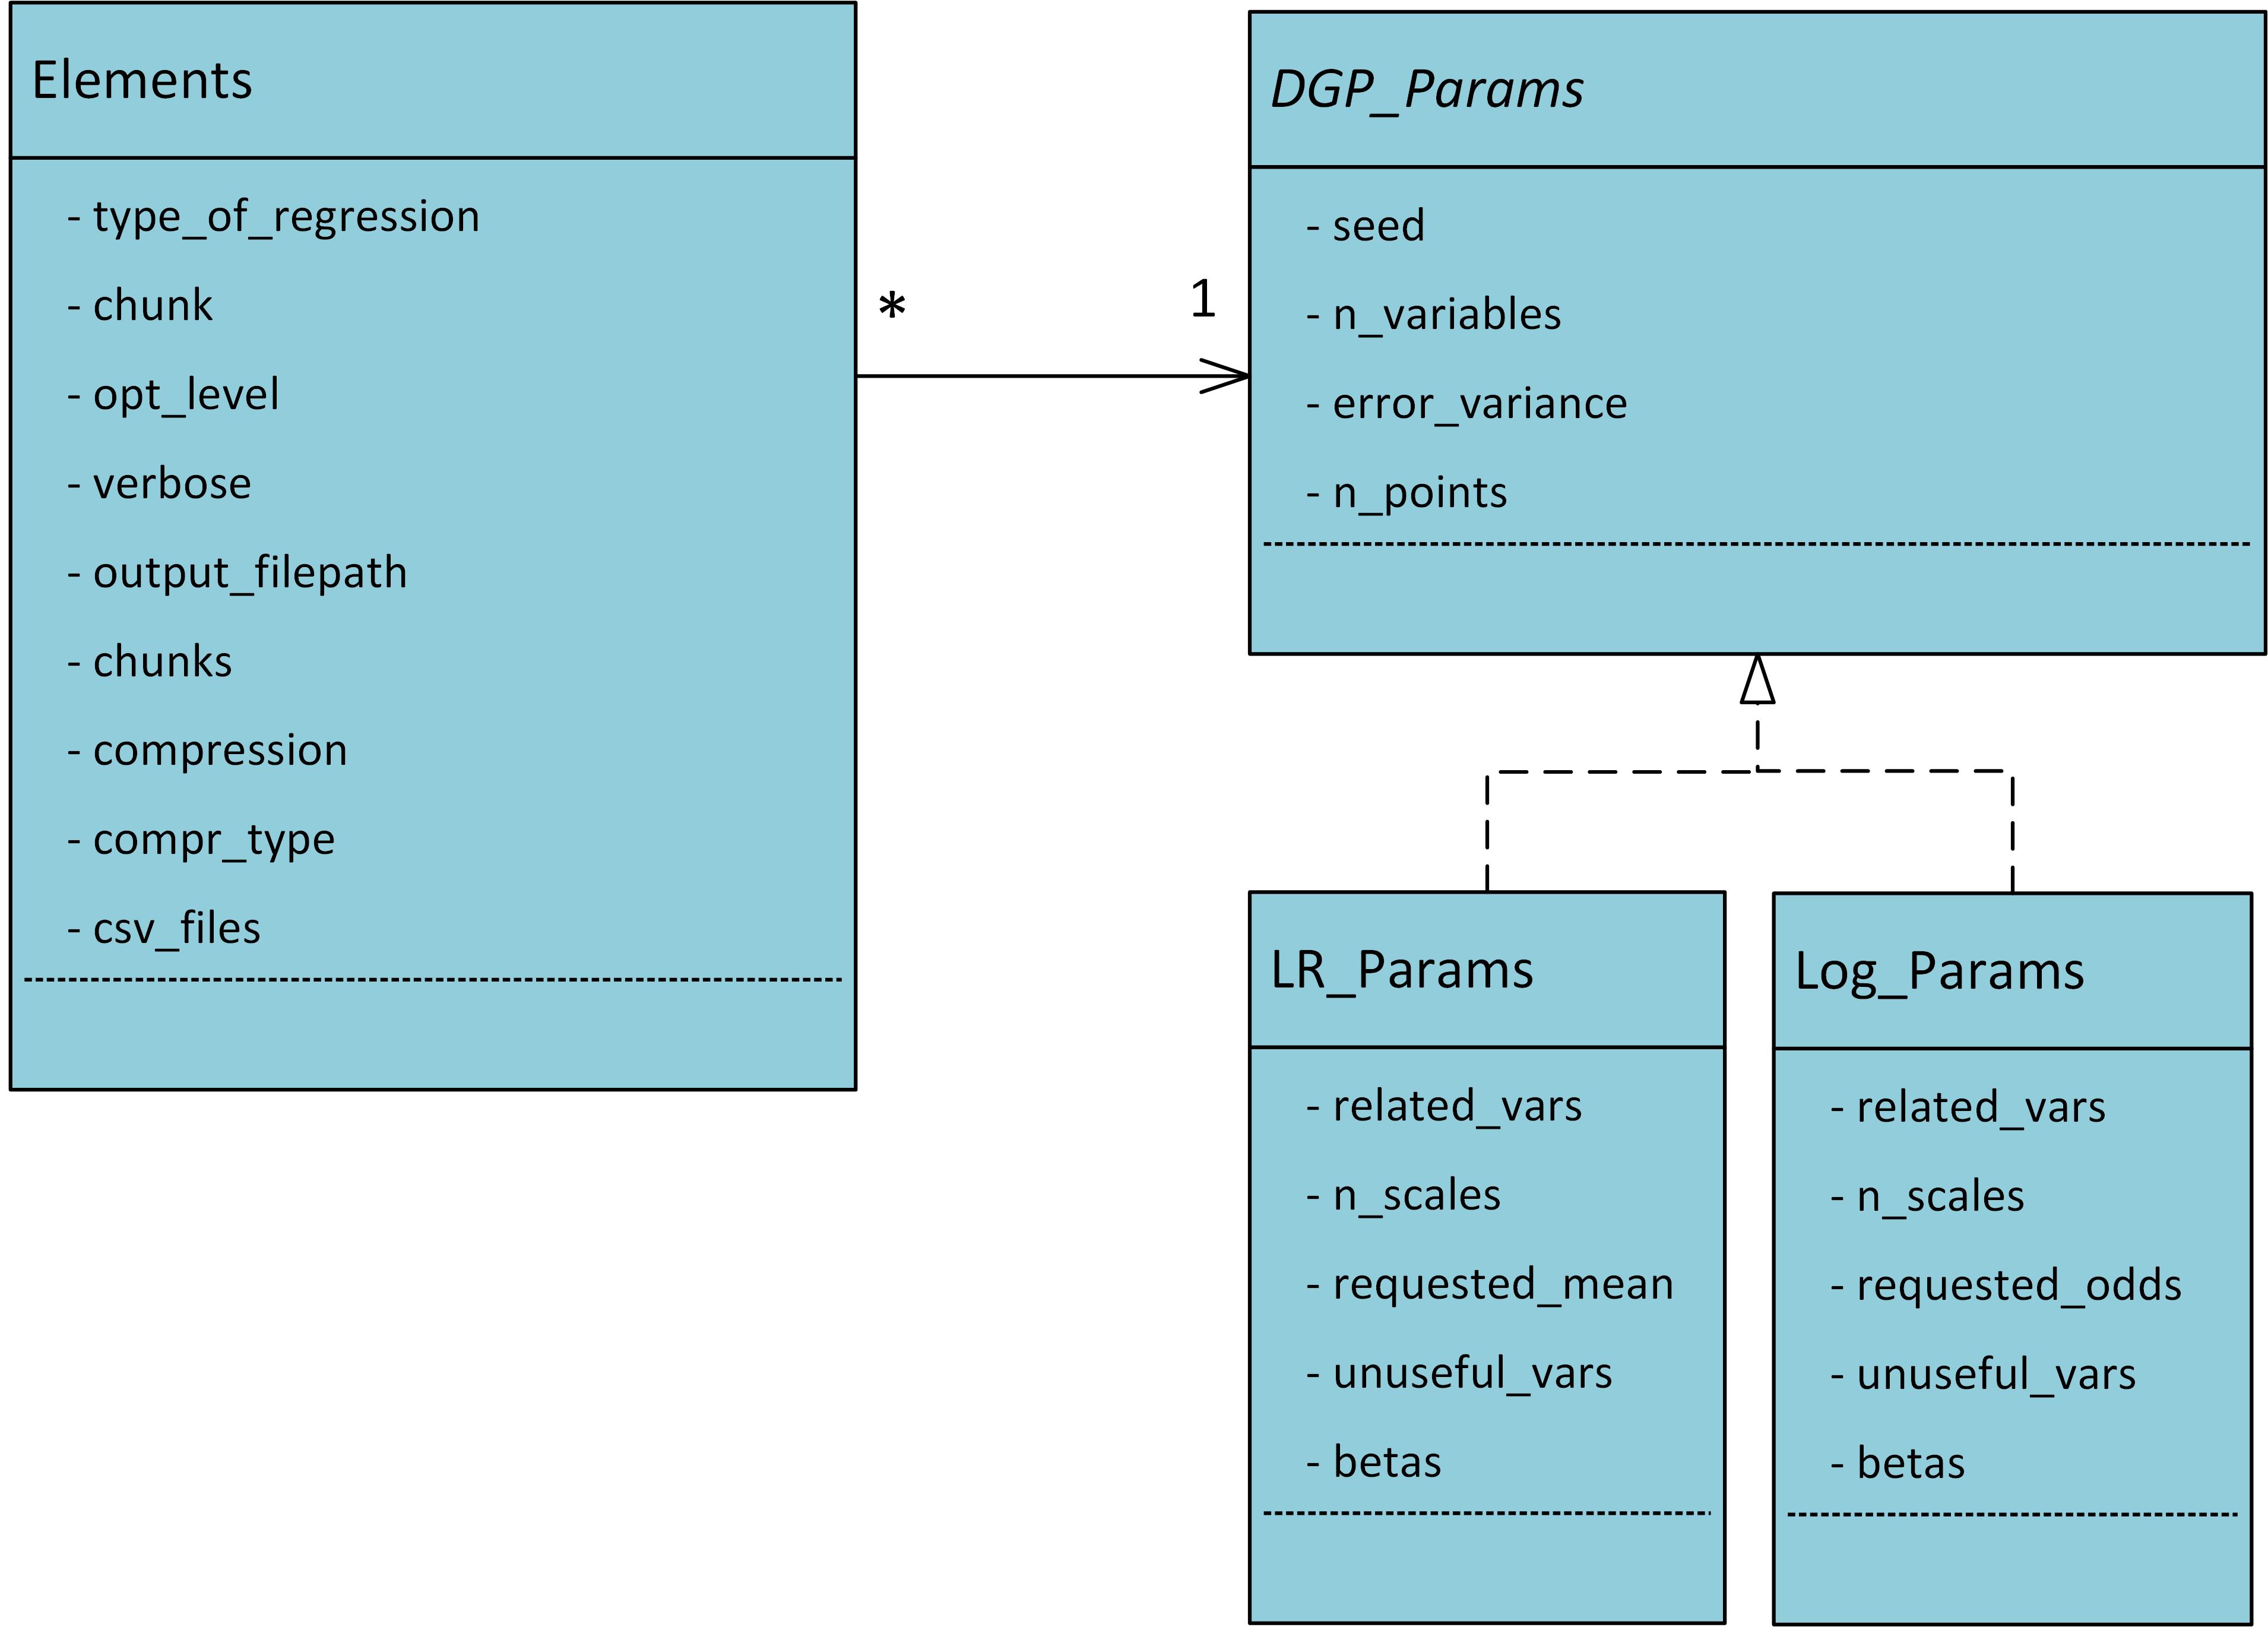 Elements
- type_of_regression
- chunk
- opt_level
- verbose
- output_filepath
- chunks
- compression
- compr_type
- csv_files
*
1
DGP_Params
- seed
- n_variables
- error_variance
- n_points
LR_Params
- related_vars
- n_scales
- requested_mean
- unuseful_vars
- betas
Log_Params
- related_vars
- n_scales
- requested_odds
- unuseful_vars
- betas